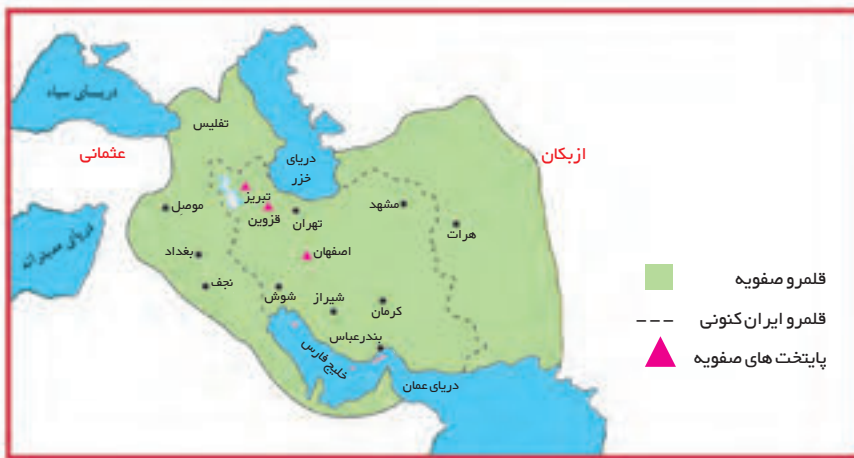 دریای سیاه
تفلیس
عثمانی
دریای
خزر
ازبکان
تبریز
قزوین
موصل
تهران
مشهد
هرات
دریای مدیترانه
بغداد
اصفهان
نجف
شوش
شیراز
کرمان
بندرعباس
خلیج فارس
دریای عمان
قلمرو صفویه
قلمرو ایران کنونی
پایتخت های صفویه